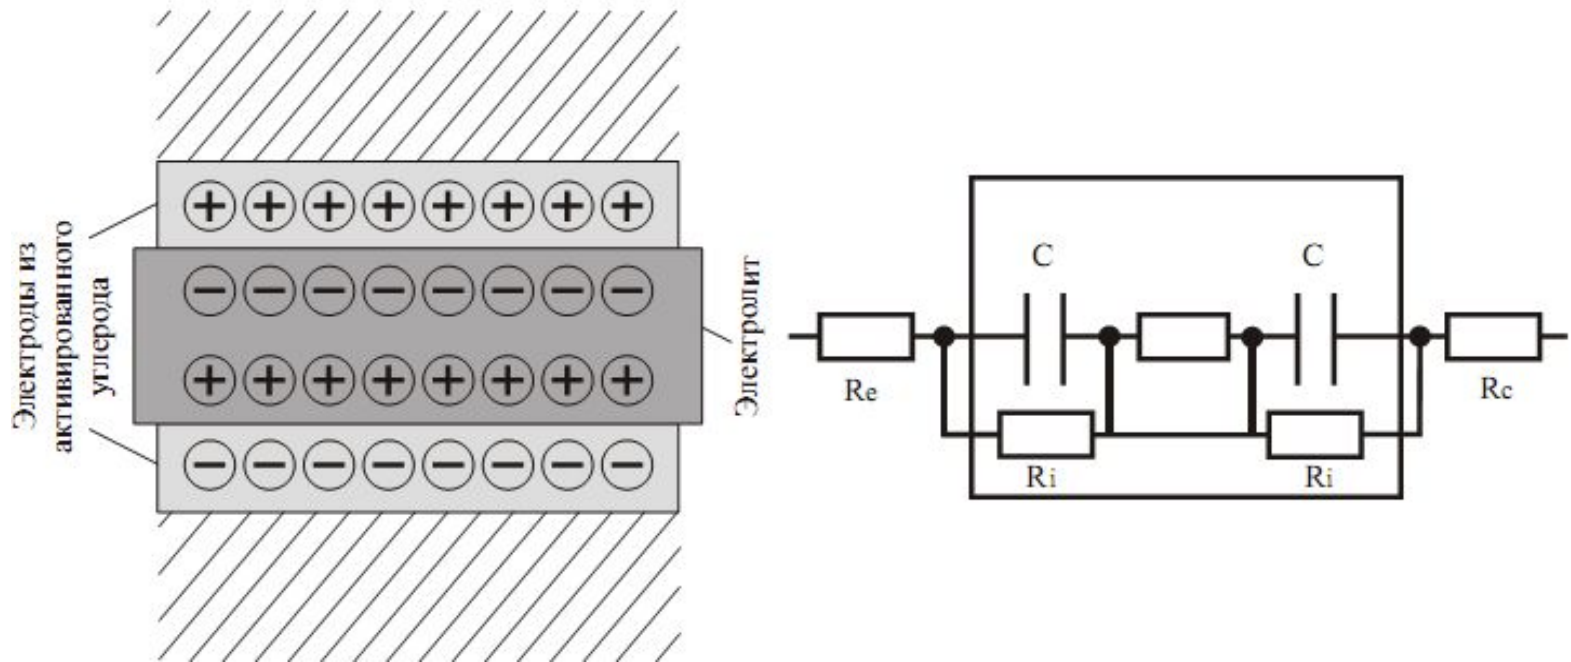 Электроды из
активированного
углерода
Электролит
C
C
Re
Rc
Ri
Ri